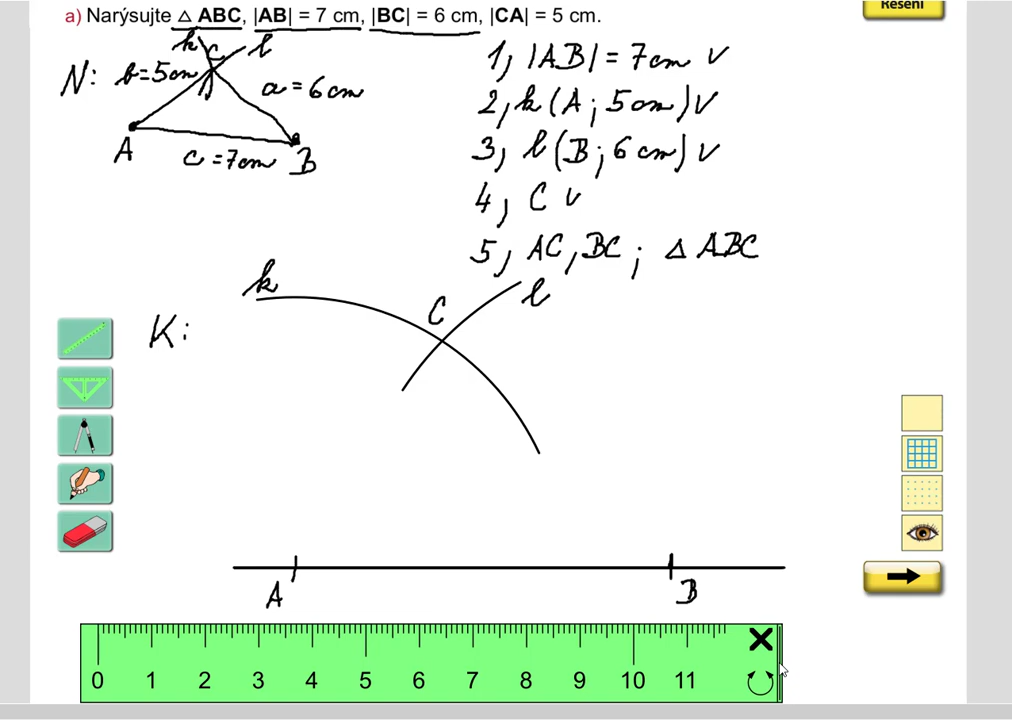 a) Narýsujte △ ABC, |AB| = 7 cm, |BC| = 6 cm, |CA| = 5 cm.
Řešení
N:
k
C
l
b=5cm
a=6cm
A
c=7cm
B
1, |AB| = 7cm v
2, k(A; 5cm) v
3, l(B; 6cm) v
4, C v
5, AC, BC; △ ABC
K:
k
C
l
A
B
0 1 2 3 4 5 6 7 8 9 10 11